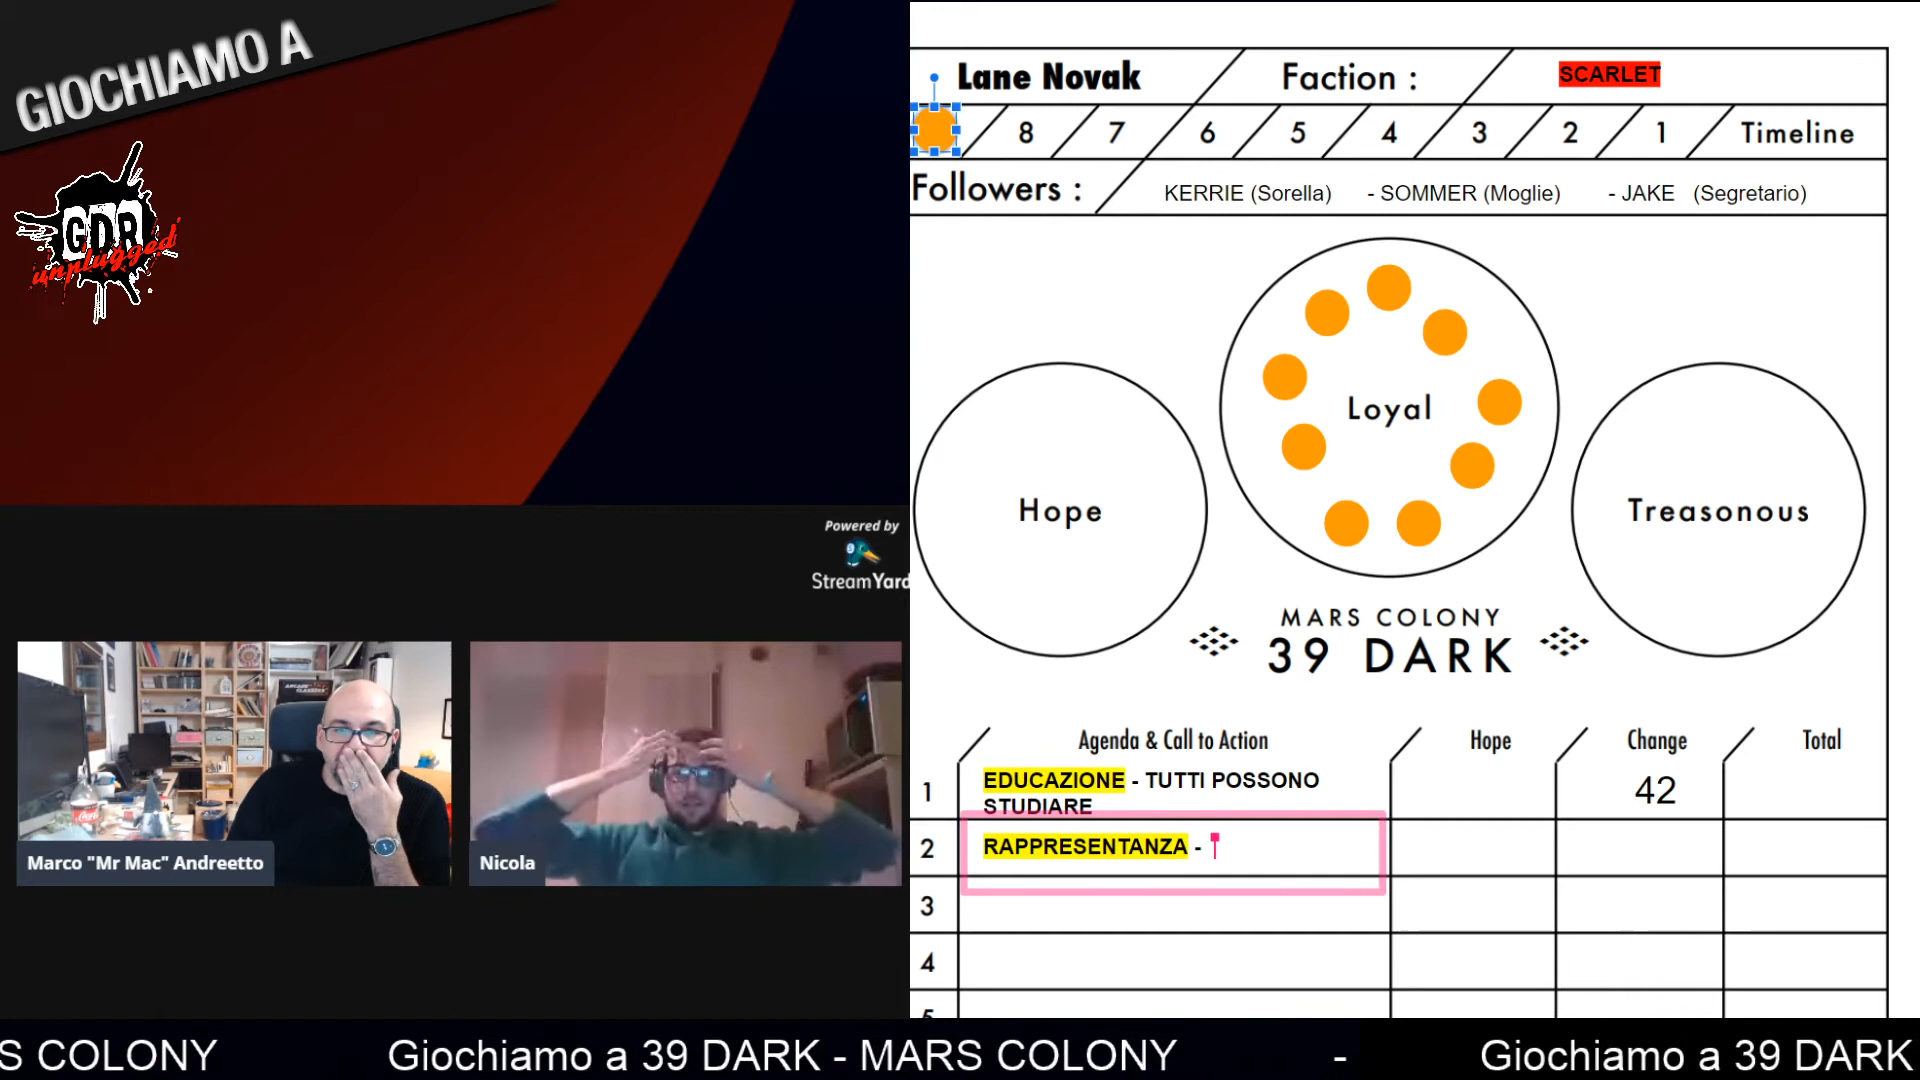 GIOCHIAMO A
GDR
unplugged
Powered by
StreamYard
Marco "Mr Mac" Andreetto
Nicola
Lane Novak
Faction :
SCARLET
8 7 6 5 4 3 2 1 Timeline
Followers :
KERRIE (Sorella) - SOMMER (Moglie) - JAKE (Segretario)
Loyal
Hope
Treasonous
MARS COLONY
39 DARK
Agenda & Call to Action Hope Change Total
1 EDUCAZIONE - TUTTI POSSONO
STUDIARE
42
2 RAPPRESENTANZA -
3
4
S COLONY Giochiamo a 39 DARK - MARS COLONY - Giochiamo a 39 DARK